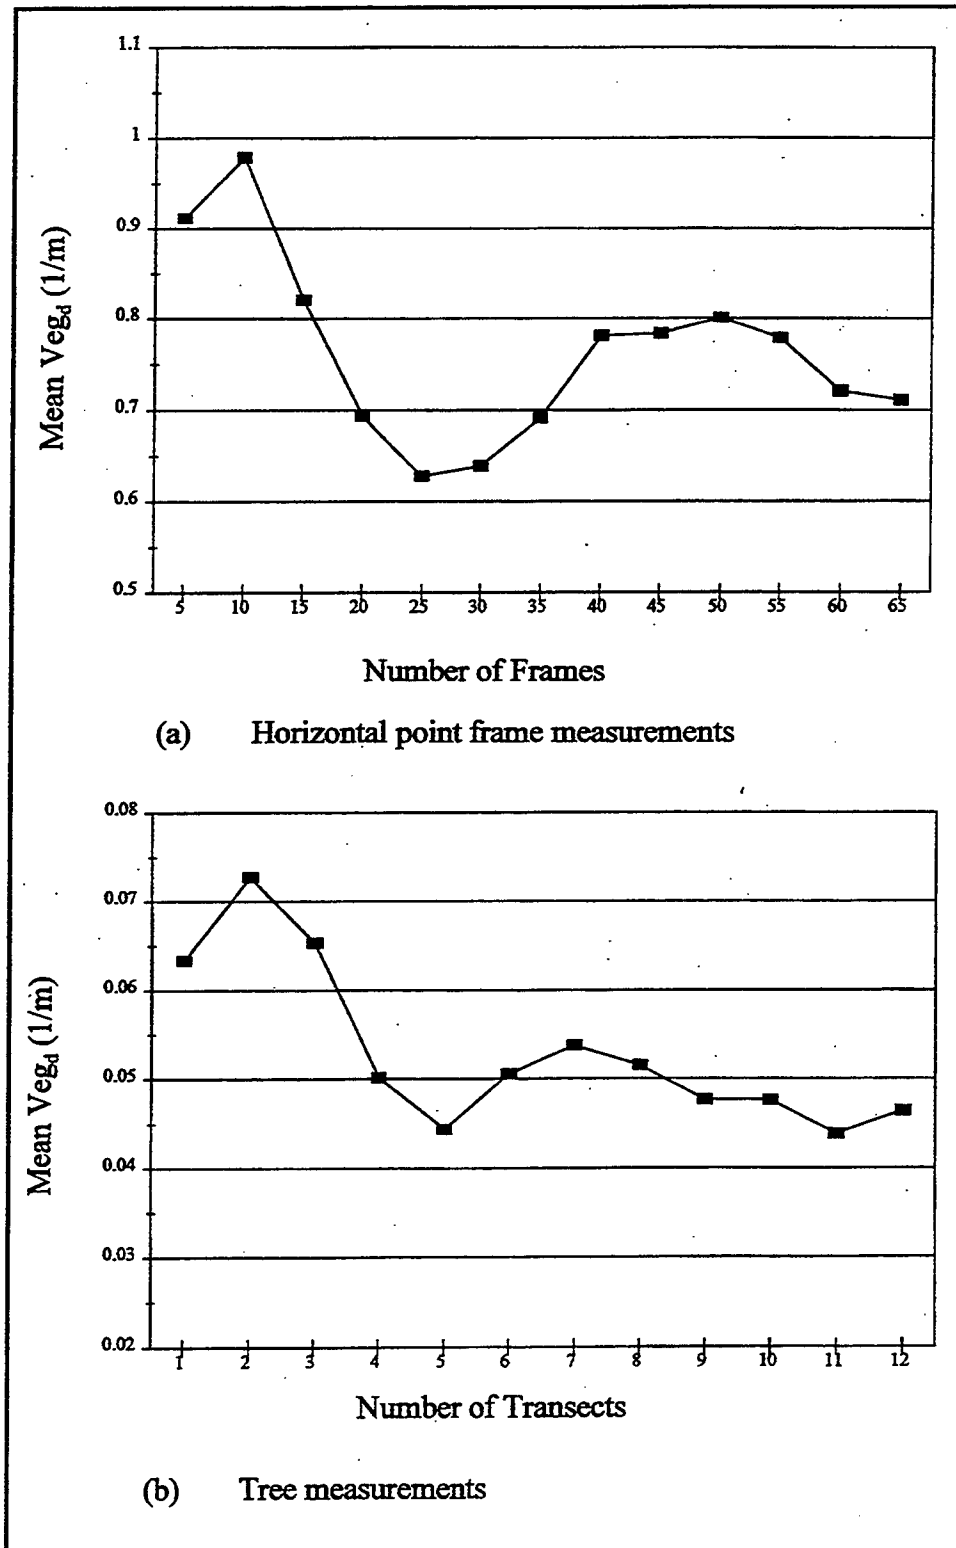 1.1
1
0.9
0.8
0.7
0.6
0.5
Mean Vegd (1/m)
5 10 15 20 25 30 35 40 45 50 55 60 65
Number of Frames
(a) Horizontal point frame measurements
0.08
0.07
0.06
0.05
0.04
0.03
0.02
Mean Vegd (1/m)
1 2 3 4 5 6 7 8 9 10 11 12
Number of Transects
(b) Tree measurements